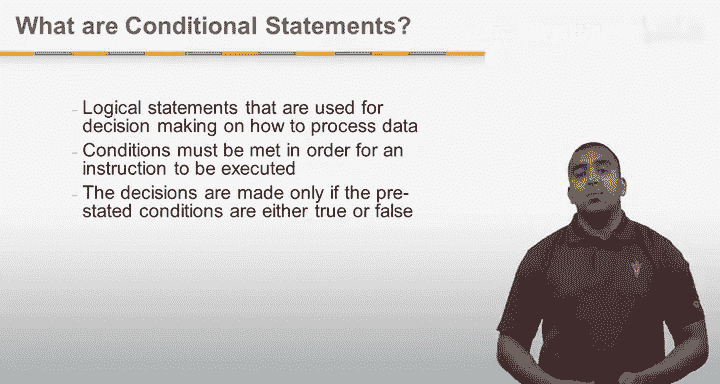 What are Conditional Statements?
- Logical statements that are used for
decision making on how to process data
- Conditions must be met in order for an
instruction to be executed
- The decisions are made only if the pre-
stated conditions are either true or false